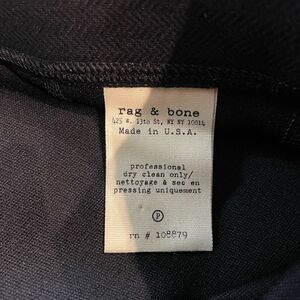 rag & bone
425 W. 13th St, NY NY 10014
Made in U.S.A.
professional
dry clean only/
nettoyage à sec en
pressing uniquement
P
rn # 108879